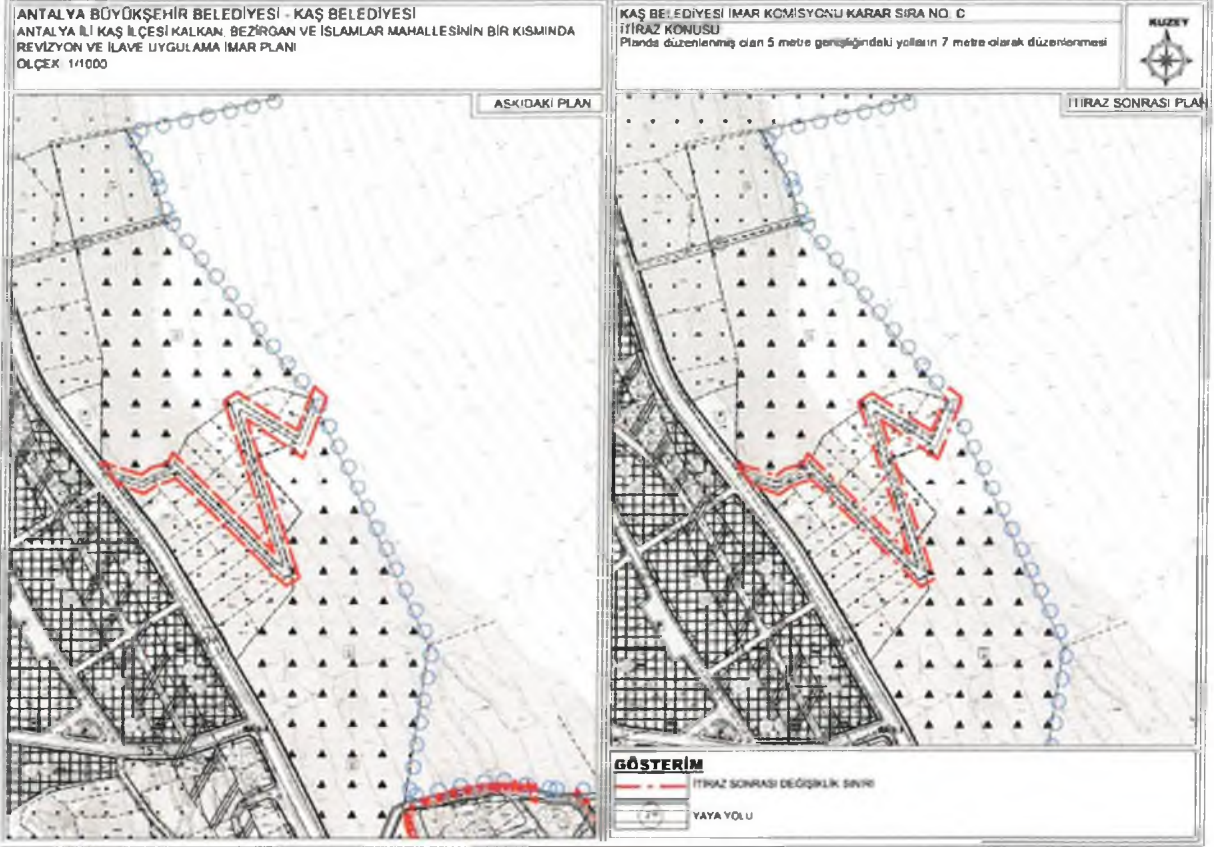 ANTALYA BÜYÜKŞEHİR BELEDİYESİ - KAŞ BELEDİYESİ
ANTALYA İLİ KAŞ İLÇESİ KALKAN, BEZİRGAN VE İSLAMLAR MAHALLESİNİN BİR KISMINDA
REVİZYON VE İLAVE UYGULAMA İMAR PLANI
ÖLÇEK: 1/1000
KAŞ BELEDİYESİ İMAR KOMİSYONU KARAR SIRA NO: C
İTİRAZ KONUSU
Planda düzenlenmiş olan 5 metre genişliğindeki yolların 7 metre olarak düzenlenmesi
KUZEY
ASKIDAKİ PLAN
İTİRAZ SONRASI PLAN
GÖSTERİM
İTİRAZ SONRASI DEĞİŞİKLİK SINIRI
YAYA YOLU